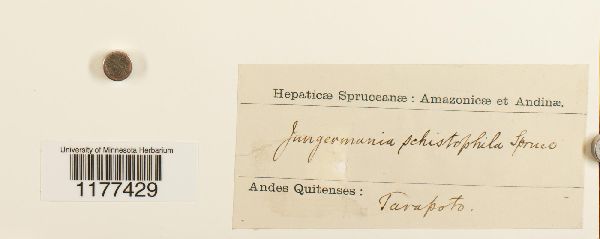 University of Minnesota Herbarium
1177429
Hepaticæ Spruceanæ: Amazonicæ et Andinæ.
Jungermania schistophila Spruce
Andes Quitenses:
Tarapoto.